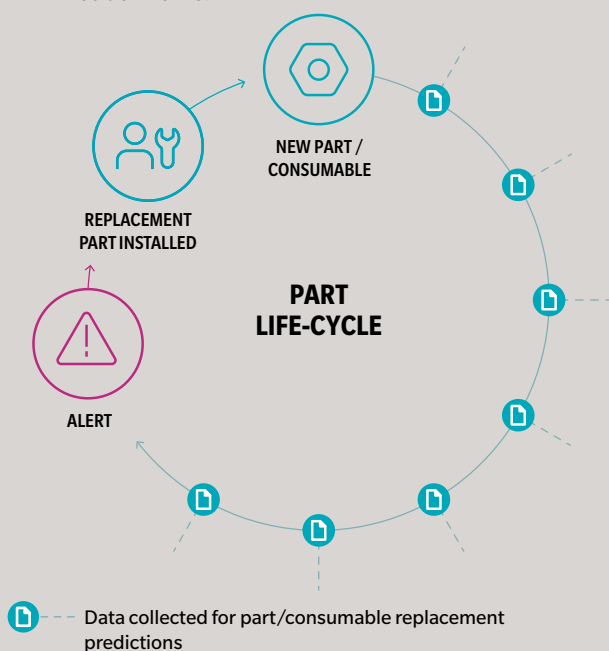 NEW PART /
CONSUMABLE
REPLACEMENT
PART INSTALLED
PART
LIFE-CYCLE
ALERT
Data collected for part/consumable replacement
predictions